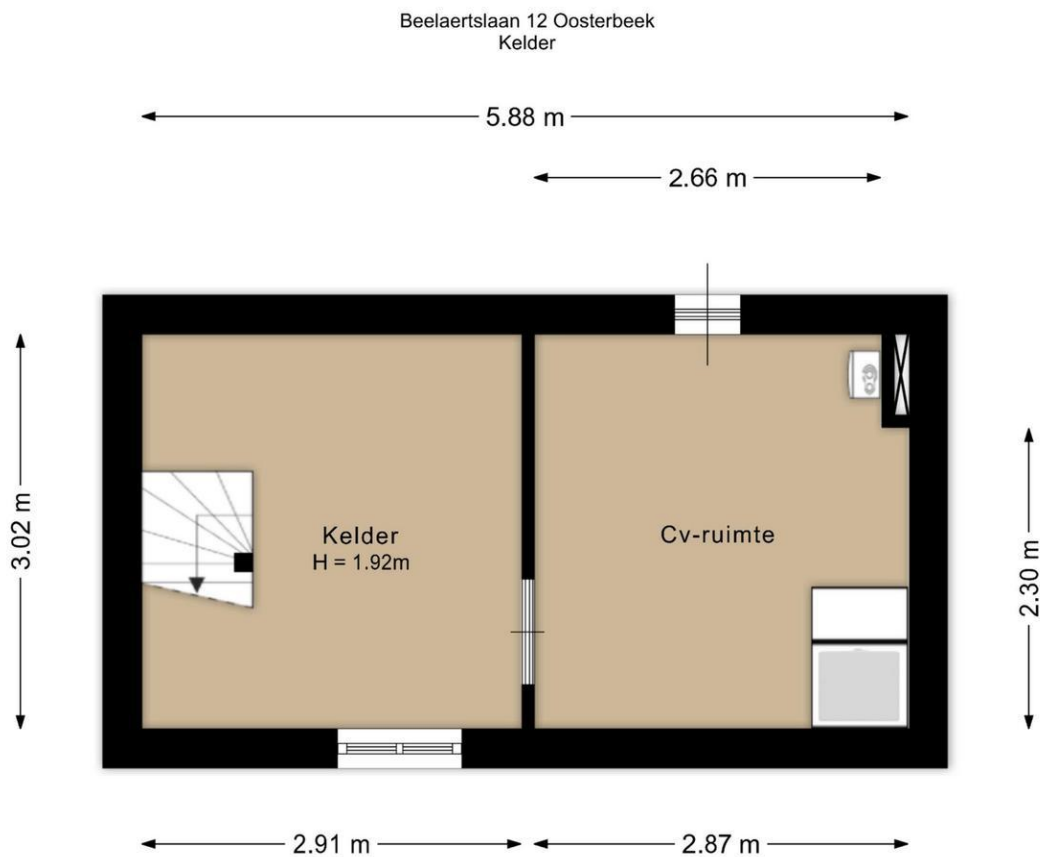 Beelaertslaan 12 Oosterbeek
Kelder
5.88 m
2.66 m
3.02 m
Kelder
H = 1.92m
Cv-ruimte
2.30 m
2.91 m
2.87 m